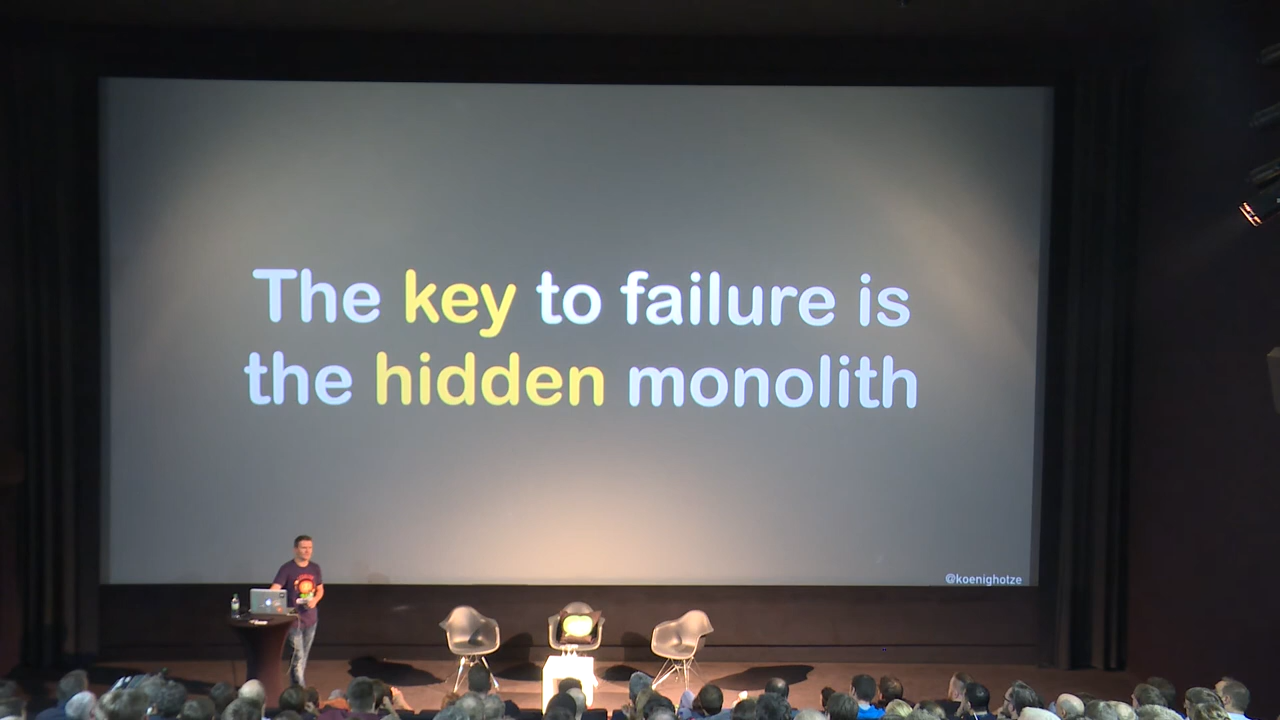 The key to failure is
the hidden monolith
@koenighotze